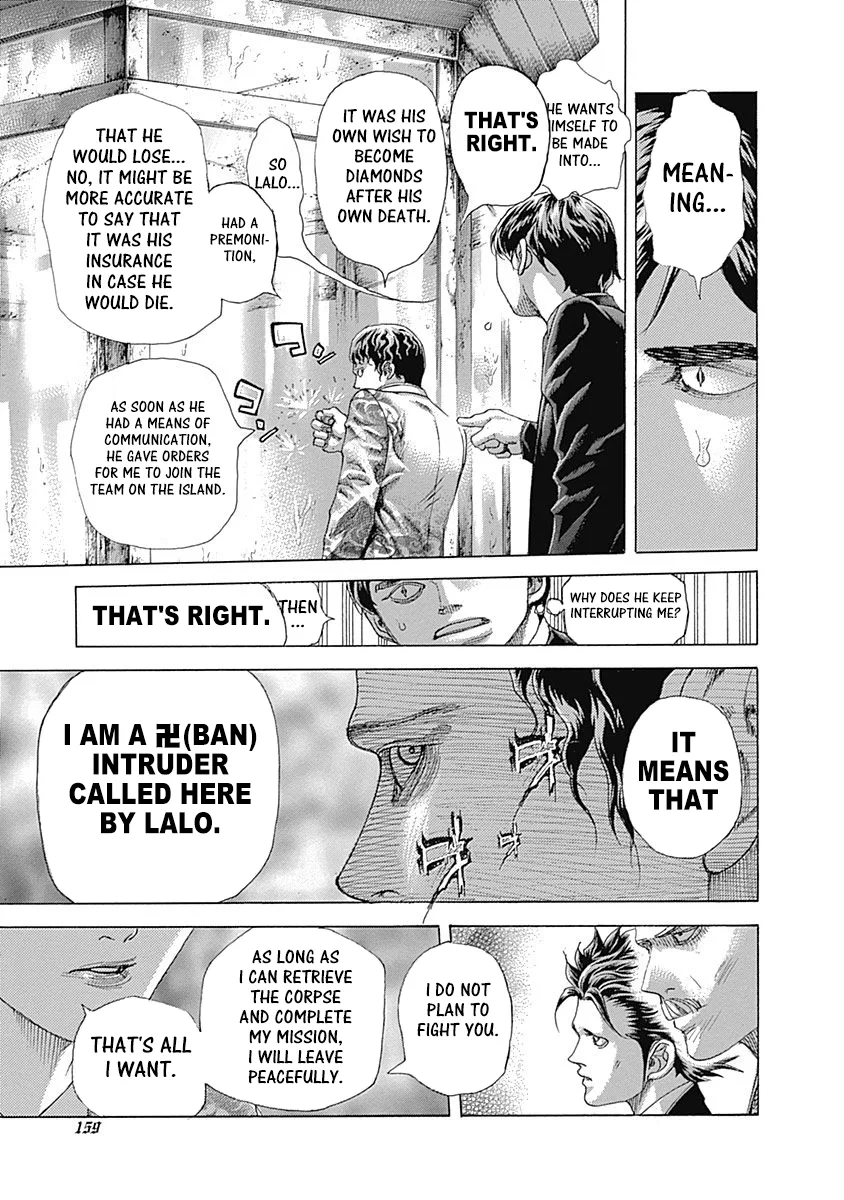 MEAN-
ING...
HE WANTS
HIMSELF TO
BE MADE
INTO...
THAT'S
RIGHT.
IT WAS HIS
OWN WISH TO
BECOME
DIAMONDS
AFTER HIS
OWN DEATH.
SO
LALO...
HAD A
PREMONI-
TION,
THAT HE
WOULD LOSE...
NO, IT MIGHT BE
MORE ACCURATE
TO SAY THAT
IT WAS HIS
INSURANCE
IN CASE HE
WOULD DIE.
コン
コン
AS SOON AS HE
HAD A MEANS OF
COMMUNICATION,
HE GAVE ORDERS
FOR ME TO JOIN THE
TEAM ON THE ISLAND.
WHY DOES HE KEEP
INTERRUPTING ME?
THEN
...
THAT'S RIGHT.
IT
MEANS
THAT
I AM A 卍(BAN)
INTRUDER
CALLED HERE
BY LALO.
I DO NOT
PLAN TO
FIGHT YOU.
AS LONG AS
I CAN RETRIEVE
THE CORPSE
AND COMPLETE
MY MISSION,
I WILL LEAVE
PEACEFULLY.
THAT'S ALL
I WANT.
159